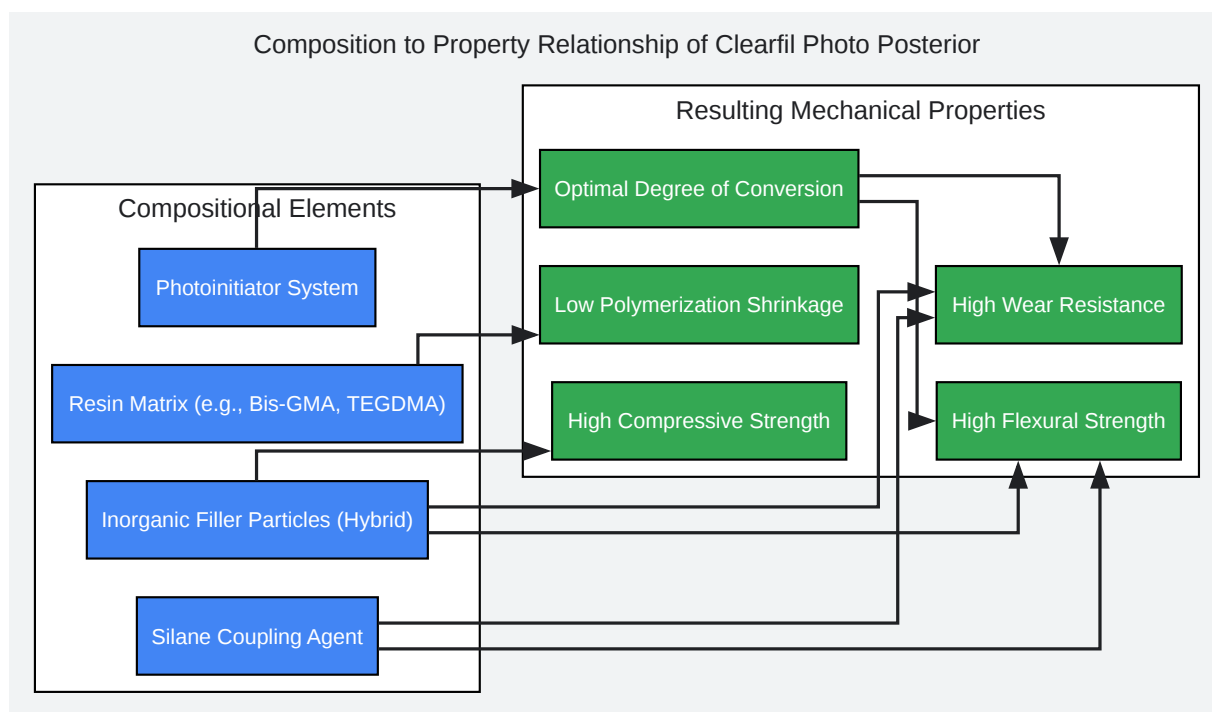 Composition to Property Relationship of Clearfil Photo Posterior
Compositional Elements
Photoinitiator System
Resin Matrix (e.g., Bis-GMA, TEGDMA)
Inorganic Filler Particles (Hybrid)
Silane Coupling Agent
Resulting Mechanical Properties
Optimal Degree of Conversion
Low Polymerization Shrinkage
High Wear Resistance
High Compressive Strength
High Flexural Strength